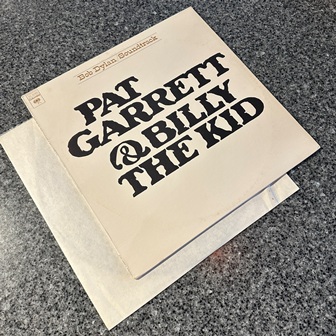 Bob Dylan Soundtrack
PAT
GARRETT
& BILLY
THE KID